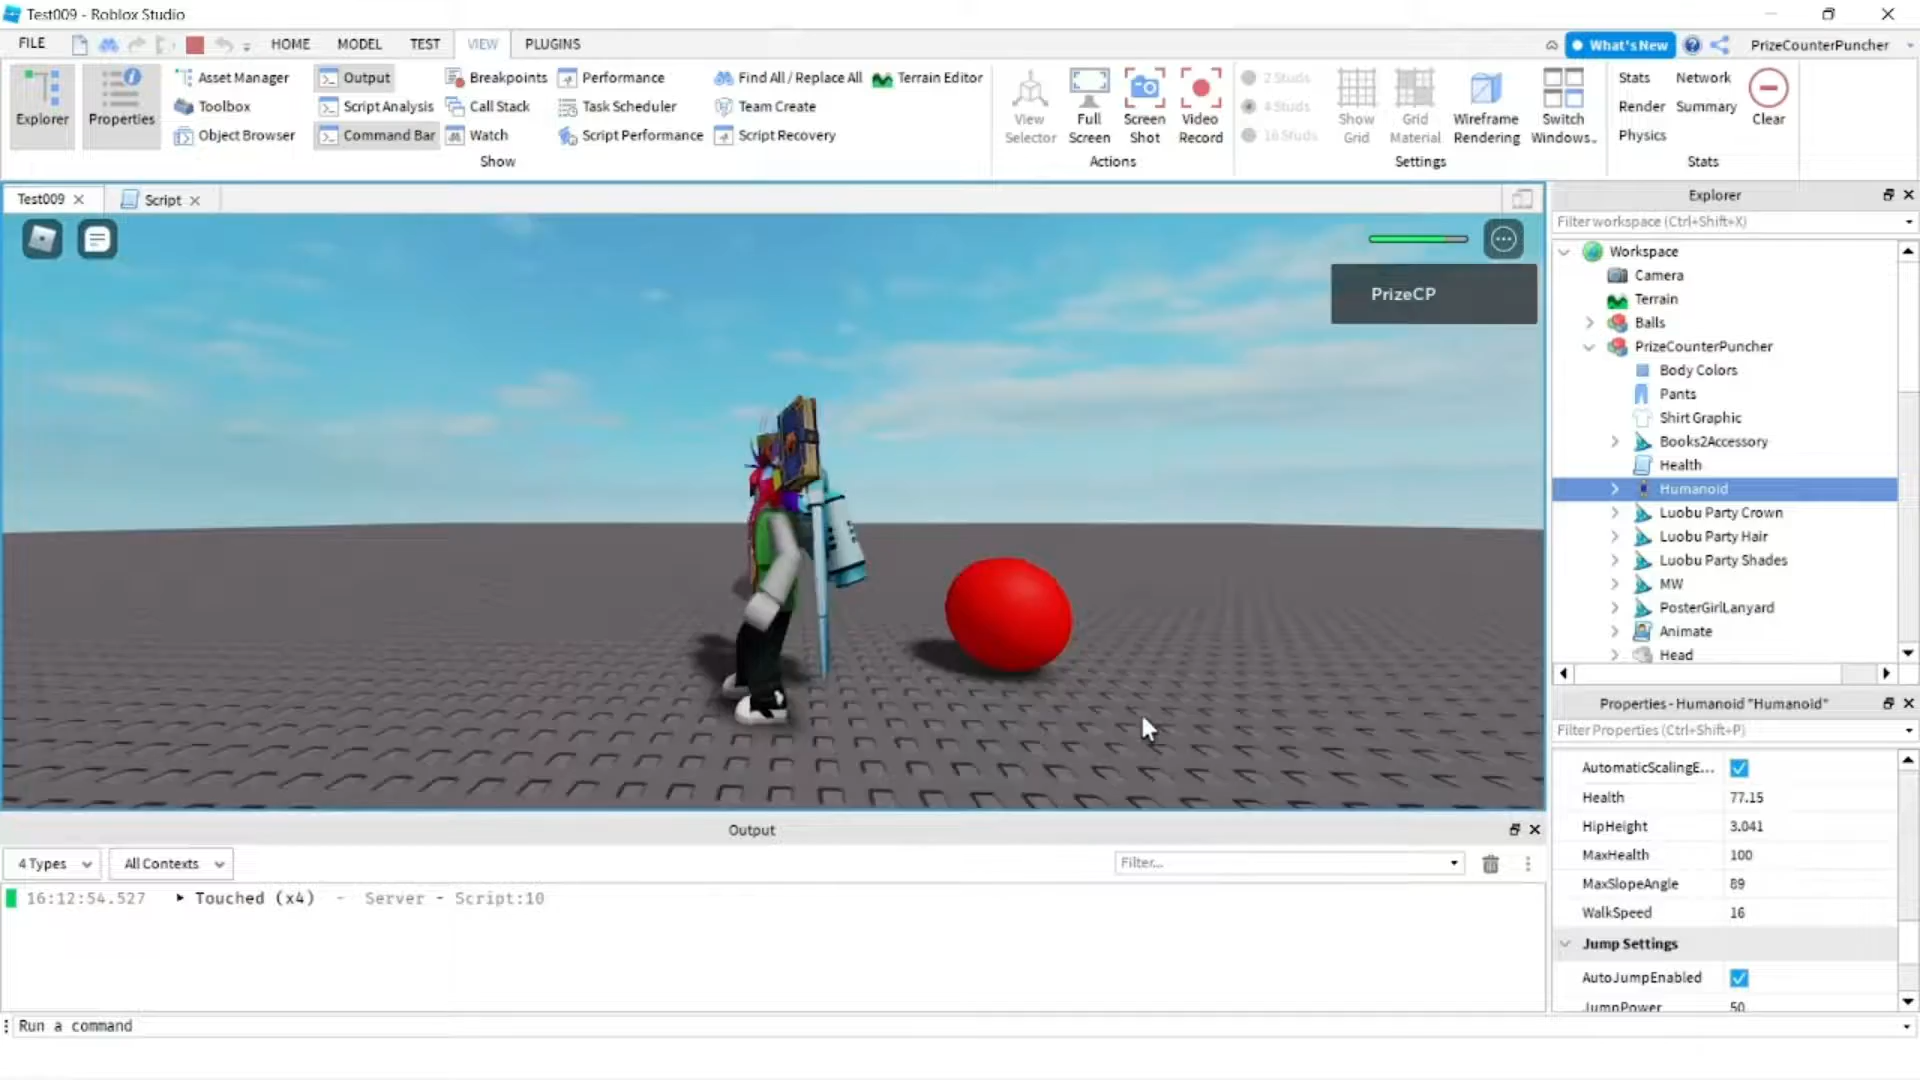 Test009 - Roblox Studio
FILE HOME MODEL TEST VIEW PLUGINS What's New PrizeCounterPuncher
Explorer
Properties
Asset Manager
Toolbox
Object Browser
Output
Script Analysis
Command Bar
Breakpoints
Call Stack
Watch
Performance
Task Scheduler
Script Performance
Find All / Replace All
Team Create
Script Recovery
Terrain Editor
Show
View
Selector
Full
Screen
Screen
Shot
Video
Record
Actions
2 Studs
4 Studs
16 Studs
Show
Grid
Grid
Material
Wireframe
Rendering
Switch
Windows..
Settings
Stats Network
Render Summary
Physics
Clear
Stats
Test009
Script
PrizeCP
Explorer
Filter workspace (Ctrl+Shift+X)
Workspace
Camera
Terrain
Balls
PrizeCounterPuncher
Body Colors
Pants
Shirt Graphic
Books2Accessory
Health
Humanoid
Luobu Party Crown
Luobu Party Hair
Luobu Party Shades
MW
PosterGirlLanyard
Animate
Head
Properties - Humanoid "Humanoid"
Filter Properties (Ctrl+Shift+P)
AutomaticScalingE...
Health 77.15
HipHeight 3.041
MaxHealth 100
MaxSlopeAngle 89
WalkSpeed 16
Jump Settings
AutoJumpEnabled
JumpPower 50
Output
4 Types All Contexts Filter...
16:12:54.527 Touched (x4) - Server - Script:10
Run a command